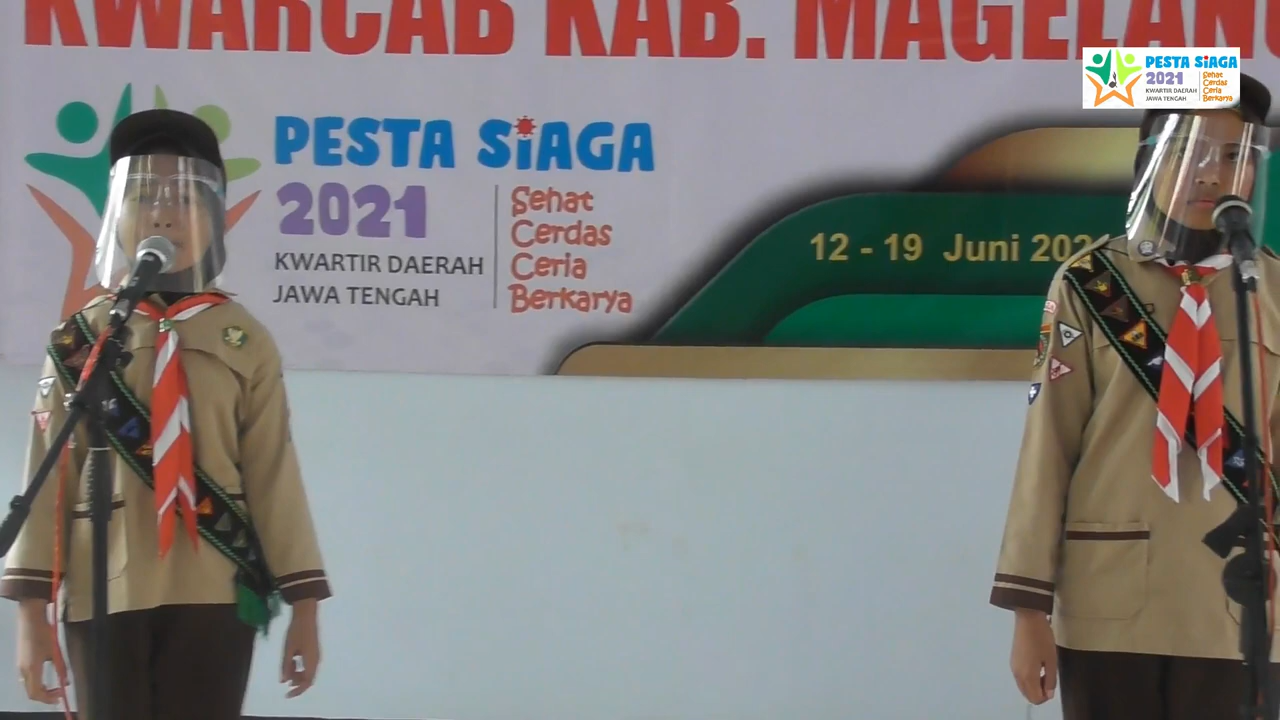 KWARCAB KAB. MAGELANG
PESTA SiAGA
2021
KWARTIR DAERAH
JAWA TENGAH
Sehat
Cerdas
Ceria
Berkarya
12 - 19 Juni 2021
PESTA SiAGA
2021
KWARTIR DAERAH
JAWA TENGAH
Sehat
Cerdas
Ceria
Berkarya